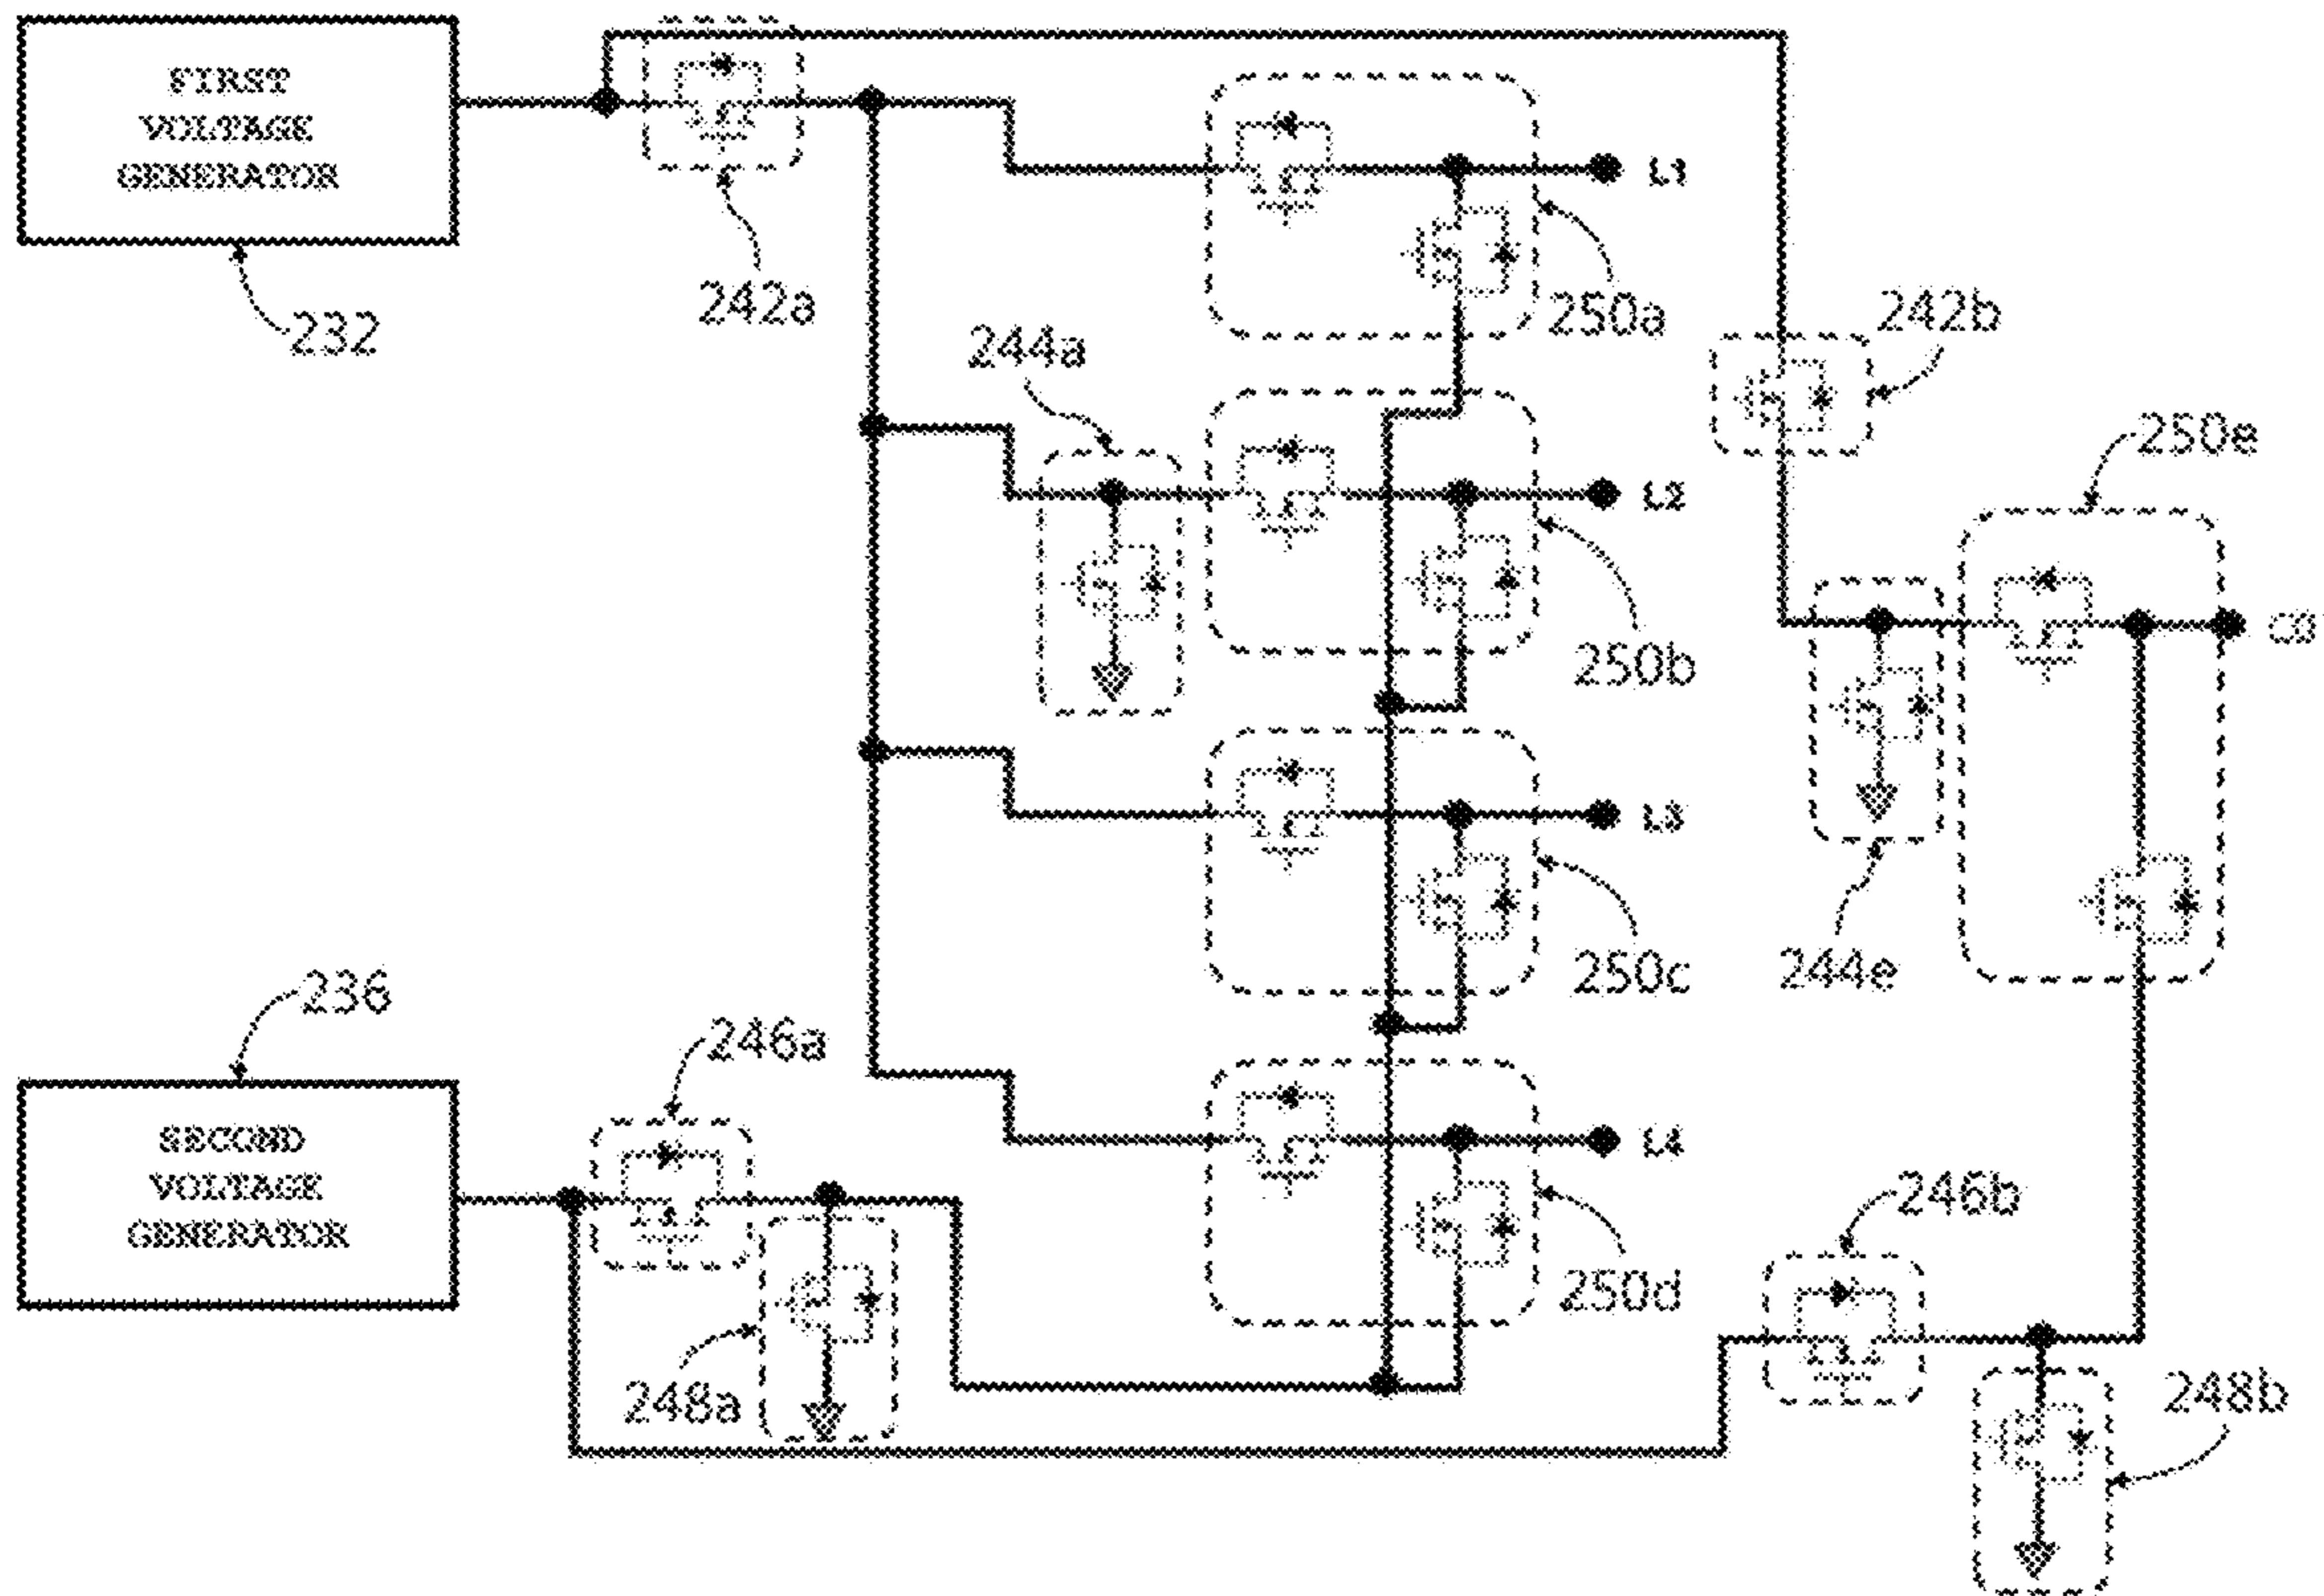 FIRST
VOLTAGE
GENERATOR
232
242a
L1
250a
242b
244a
250e
L2
250b
L3
250c
244e
236
246a
SECOND
VOLTAGE
GENERATOR
L4
246b
250d
248a
248b